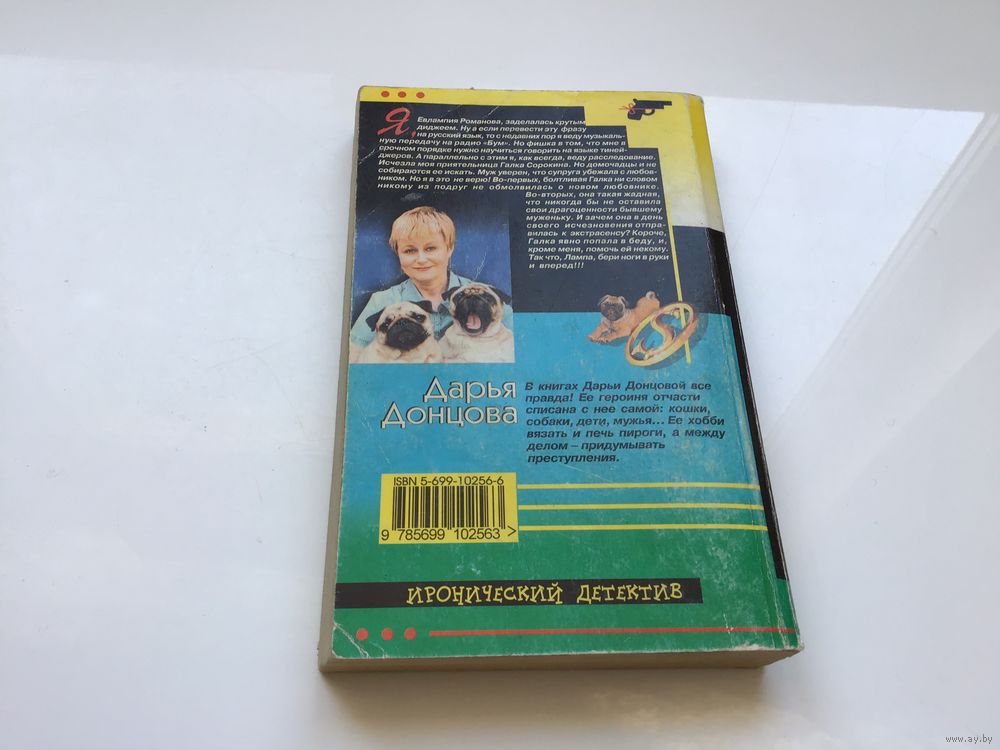 Я, Евлампия Романова, заделалась крутым
диджеем. Ну а если перевести эту фразу
на русский язык, то с недавних пор я веду музыкаль-
ную передачу на радио «Бум». Но фишка в том, что мне в
срочном порядке нужно научиться говорить на языке тиней-
джеров. А параллельно с этим я, как всегда, веду расследование.
Исчезла моя приятельница Галка Сорокина. Но домочадцы и не
собираются ее искать. Муж уверен, что супруга убежала с любов-
ником. Но я в это не верю! Во-первых, болтливая Галка ни словом
никому из подруг не обмолвилась о новом любовнике.
Во-вторых, она такая жадная,
что никогда бы не оставила
свои драгоценности бывшему
муженьку. И зачем она в день
своего исчезновения отпра-
вилась к экстрасенсу? Короче,
Галка явно попала в беду, и,
кроме меня, помочь ей некому.
Так что, Лампа, бери ноги в руки
и вперед!!!
Дарья
Донцова
В книгах Дарьи Донцовой все
правда! Ее героиня отчасти
списана с нее самой: кошки,
собаки, дети, мужья... Ее хобби
вязать и печь пироги, а между
делом – придумывать
преступления.
ISBN 5-699-10256-6
9 785699 102563 >
ИРОНИЧЕСКИЙ ДЕТЕКТИВ
www.ay.by